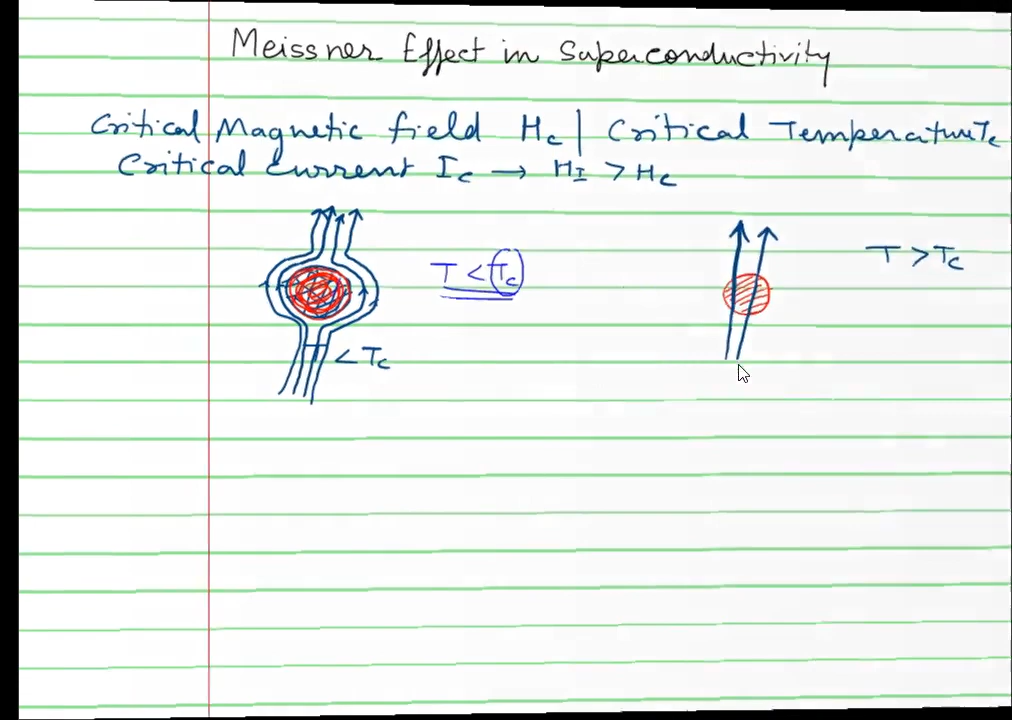 Meissner Effect in Superconductivity
Critical Magnetic field Hc | Critical Temperature Tc
Critical Current Ic → HI > Hc
T < Tc
T > Tc
< Tc